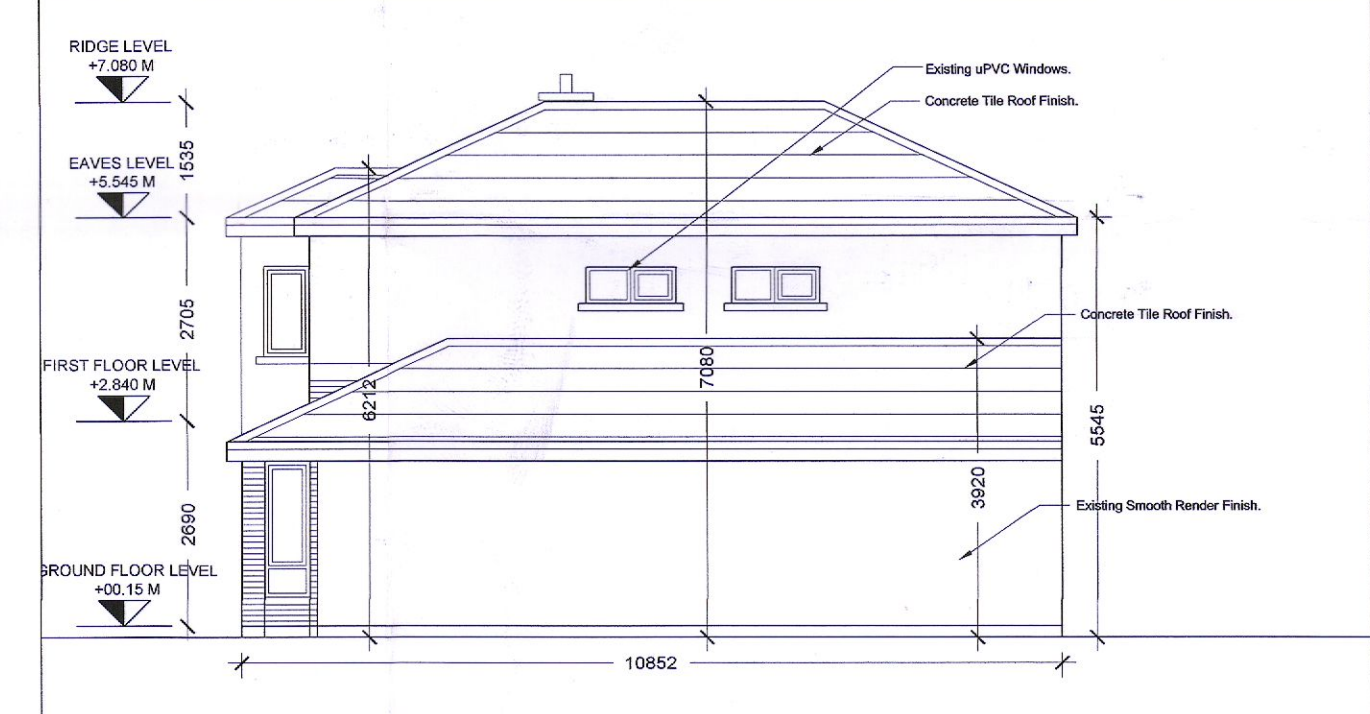 RIDGE LEVEL
+7.080 M
Existing uPVC Windows.
Concrete Tile Roof Finish.
1535
EAVES LEVEL
+5.545 M
2705
Concrete Tile Roof Finish.
FIRST FLOOR LEVEL
+2.840 M
7080
6212
5545
3920
2690
Existing Smooth Render Finish.
GROUND FLOOR LEVEL
+00.15 M
10852